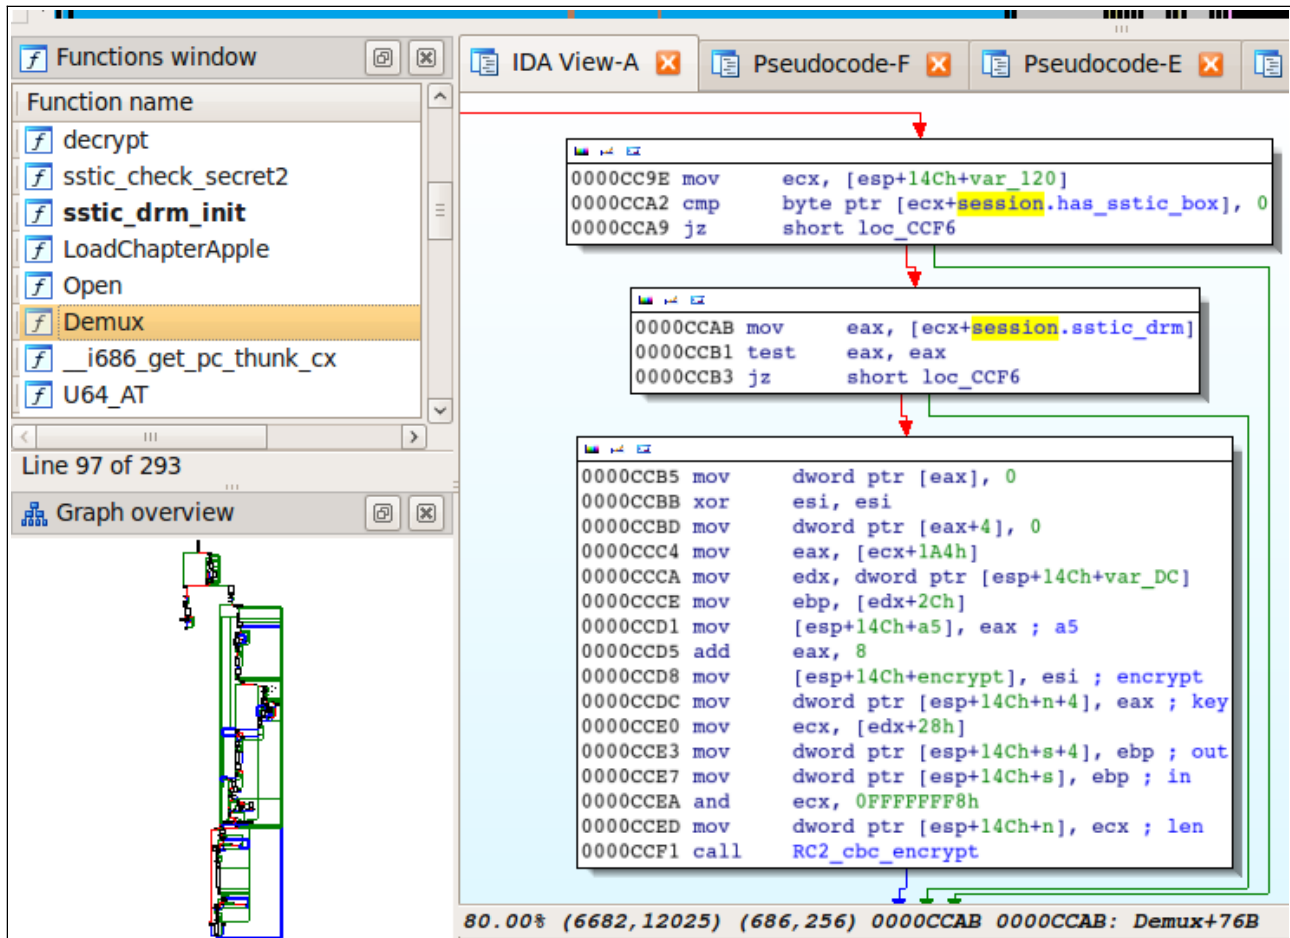 Functions window
Function name
decrypt
sstic_check_secret2
sstic_drm_init
LoadChapterApple
Open
Demux
__i686_get_pc_thunk_cx
U64_AT
Line 97 of 293
Graph overview
IDA View-A
Pseudocode-F
Pseudocode-E
0000CC9E mov ecx, [esp+14Ch+var_120]
0000CCA2 cmp byte ptr [ecx+session.has_sstic_box], 0
0000CCA9 jz short loc_CCF6
0000CCAB mov eax, [ecx+session.sstic_drm]
0000CCB1 test eax, eax
0000CCB3 jz short loc_CCF6
0000CCB5 mov dword ptr [eax], 0
0000CCBB xor esi, esi
0000CCBD mov dword ptr [eax+4], 0
0000CCC4 mov eax, [ecx+1A4h]
0000CCCA mov edx, dword ptr [esp+14Ch+var_DC]
0000CCCE mov ebp, [edx+2Ch]
0000CCD1 mov [esp+14Ch+a5], eax ; a5
0000CCD5 add eax, 8
0000CCD8 mov [esp+14Ch+encrypt], esi ; encrypt
0000CCDC mov dword ptr [esp+14Ch+n+4], eax ; key
0000CCE0 mov ecx, [edx+28h]
0000CCE3 mov dword ptr [esp+14Ch+s+4], ebp ; out
0000CCE7 mov dword ptr [esp+14Ch+s], ebp ; in
0000CCEA and ecx, 0FFFFFFF8h
0000CCED mov dword ptr [esp+14Ch+n], ecx ; len
0000CCF1 call RC2_cbc_encrypt
80.00% (6682,12025) (686,256) 0000CCAB 0000CCAB: Demux+76B